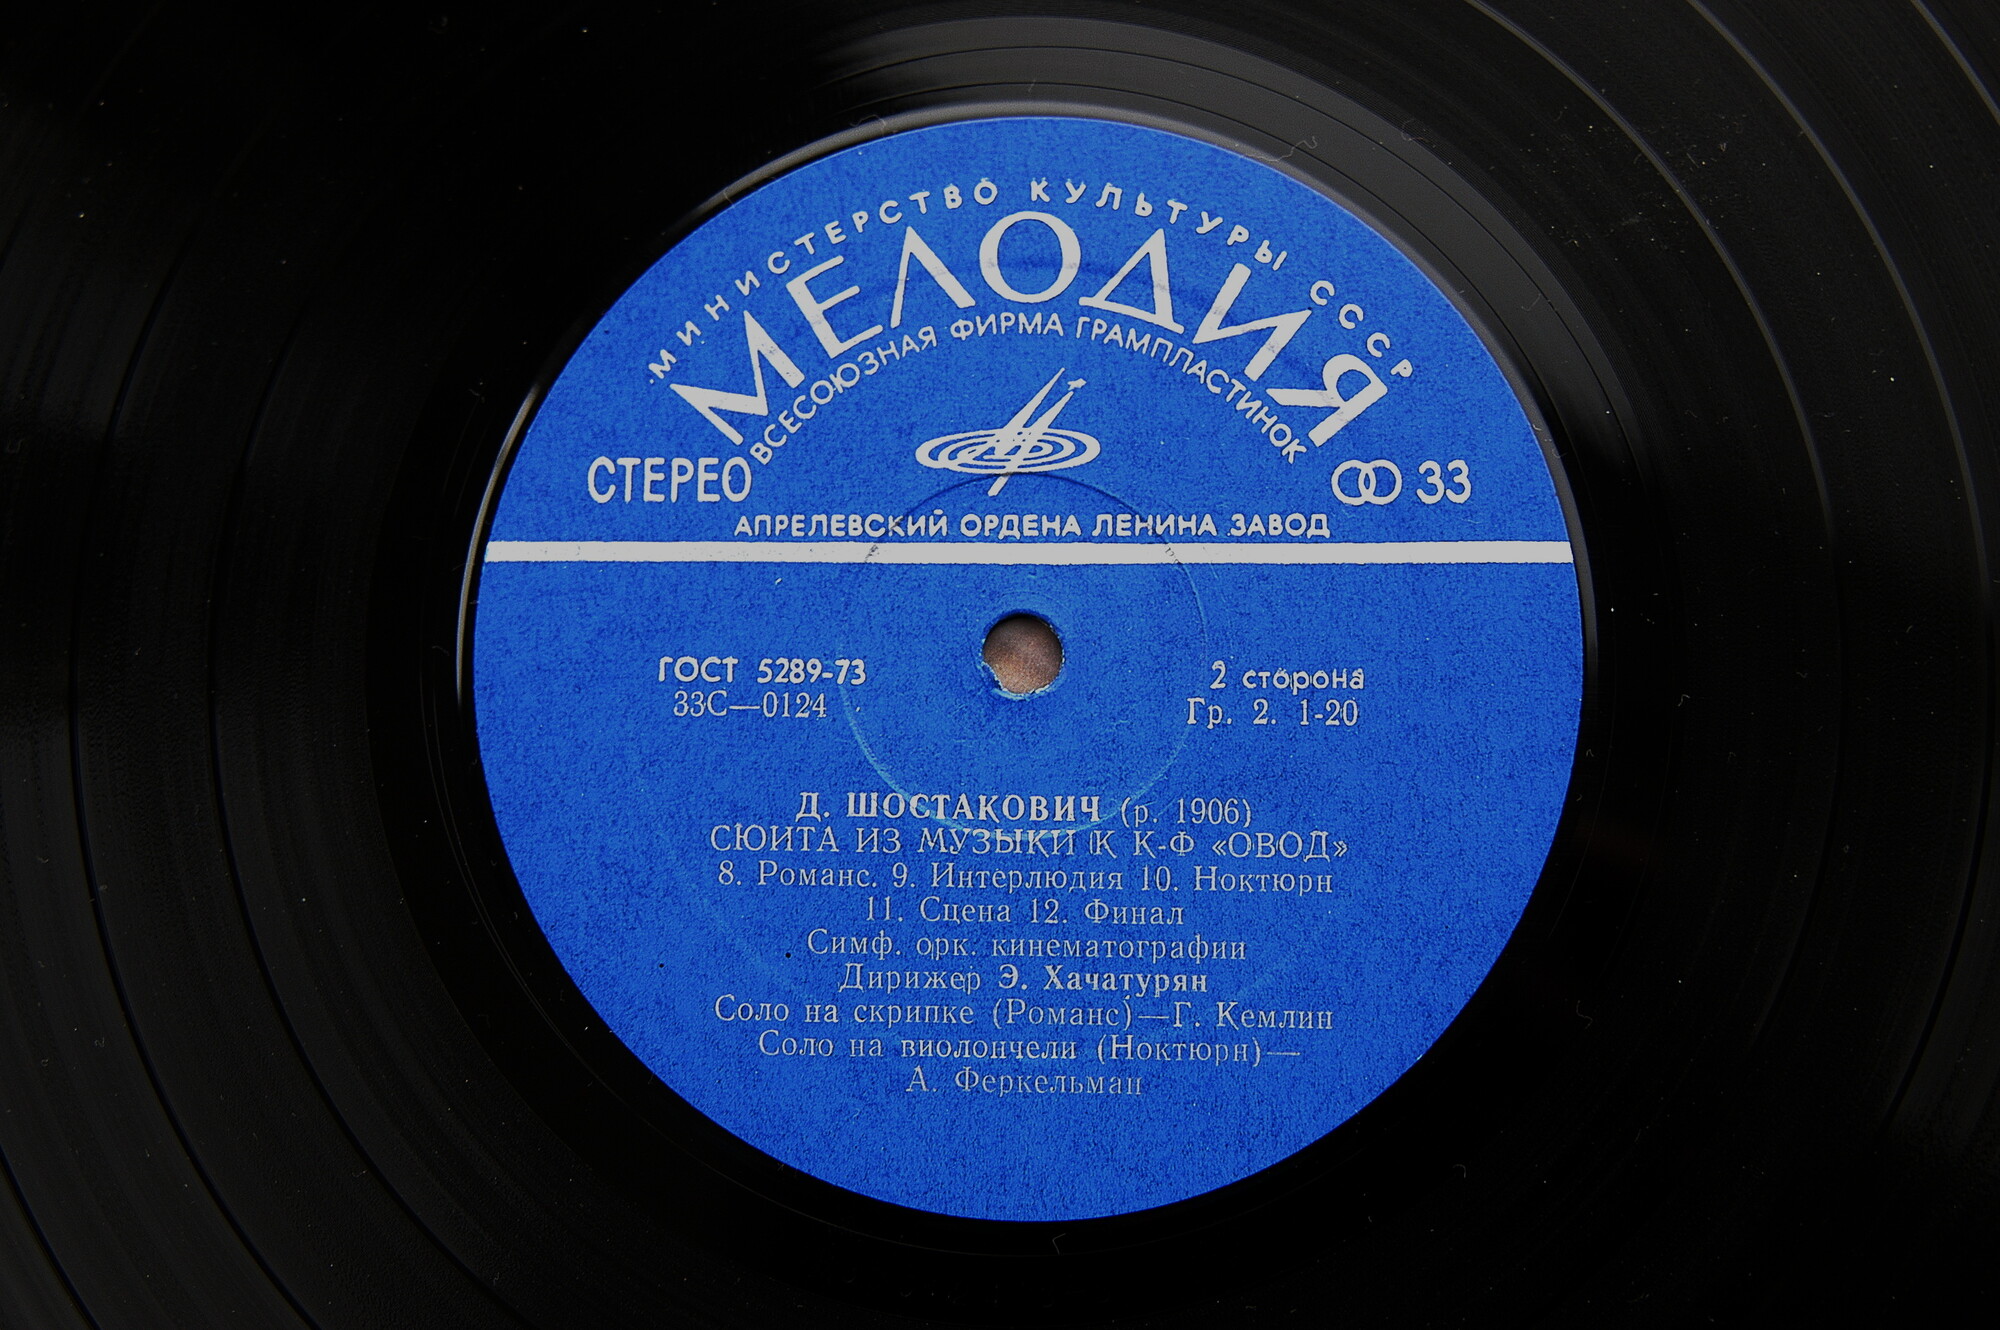 МИНИСТЕРСТВО КУЛЬТУРЫ СССР
МЕЛОДИЯ
ВСЕСОЮЗНАЯ ФИРМА ГРАМПЛАСТИНОК
СТЕРЕО
33
АПРЕЛЕВСКИЙ ОРДЕНА ЛЕНИНА ЗАВОД
ГОСТ 5289-73
33С—0124
2 сторона
Гр. 2. 1-20
Д. ШОСТАКОВИЧ (р. 1906)
СЮИТА ИЗ МУЗЫКИ К К-Ф «ОВОД»
8. Романс. 9. Интерлюдия 10. Ноктюрн
11. Сцена 12. Финал
Симф. орк. кинематографии
Дирижер Э. Хачатурян
Соло на скрипке (Романс)—Г. Кемлин
Соло на виолончели (Ноктюрн)—
А. Феркельман